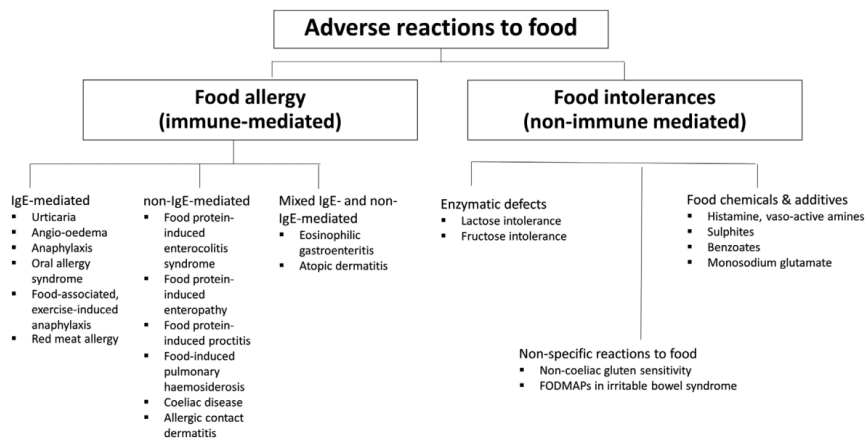 Adverse reactions to food
Food allergy
(immune-mediated)
Food intolerances
(non-immune mediated)
IgE-mediated
▪ Urticaria
▪ Angio-oedema
▪ Anaphylaxis
▪ Oral allergy
syndrome
▪ Food-associated,
exercise-induced
anaphylaxis
▪ Red meat allergy
non-IgE-mediated
▪ Food protein-
induced
enterocolitis
syndrome
▪ Food protein-
induced
enteropathy
▪ Food protein-
induced proctitis
▪ Food-induced
pulmonary
haemosiderosis
▪ Coeliac disease
▪ Allergic contact
dermatitis
Mixed IgE- and non-
IgE-mediated
▪ Eosinophilic
gastroenteritis
▪ Atopic dermatitis
Enzymatic defects
▪ Lactose intolerance
▪ Fructose intolerance
Non-specific reactions to food
▪ Non-coeliac gluten sensitivity
▪ FODMAPs in irritable bowel syndrome
Food chemicals & additives
▪ Histamine, vaso-active amines
▪ Sulphites
▪ Benzoates
▪ Monosodium glutamate